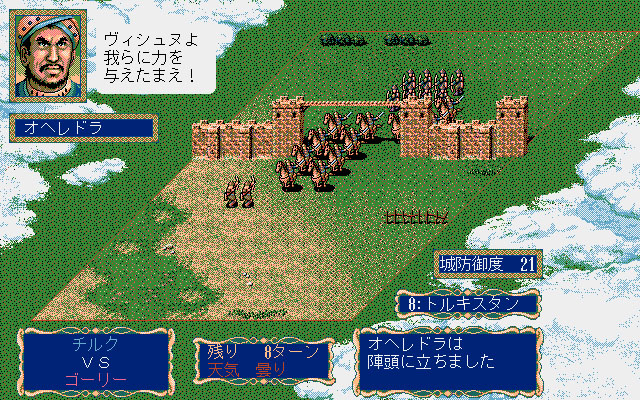 ヴィシュヌよ
我らに力を
与えたまえ！
オヘレドラ
城防御度 21
8:トルキスタン
チルク
VS
ゴーリー
残り 8ターン
天気 曇り
オヘレドラは
陣頭に立ちました